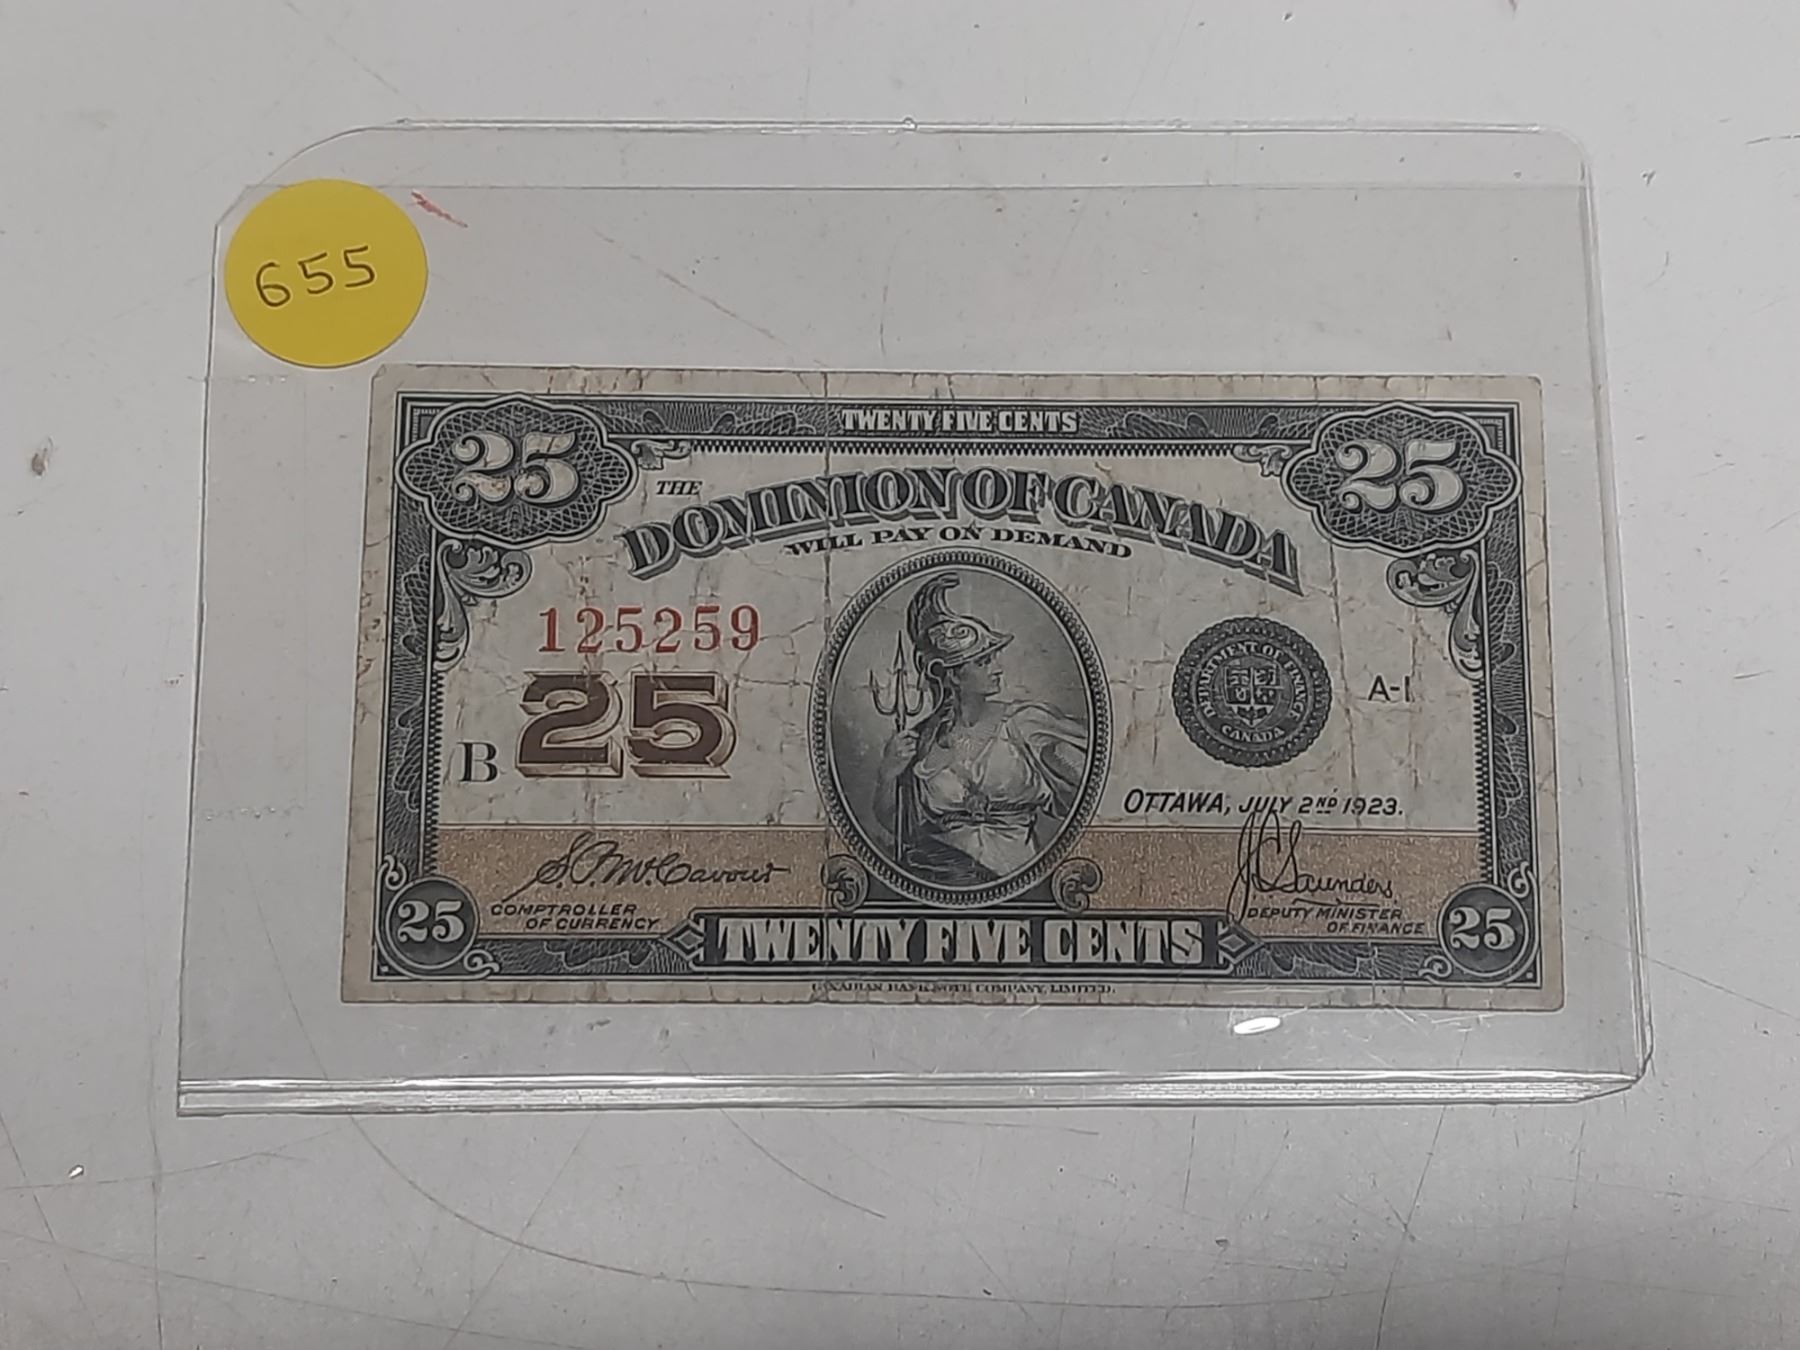 655
TWENTY FIVE CENTS
25
25
THE
DOMINION OF CANADA
WILL PAY ON DEMAND
125259
25
B
DEPARTMENT OF FINANCE
CANADA
A-1
OTTAWA, JULY 2ND 1923.
J.C. Saunders
25
COMPTROLLER
OF CURRENCY
DEPUTY MINISTER
OF FINANCE
25
TWENTY FIVE CENTS
CANADIAN BANK NOTE COMPANY, LIMITED.